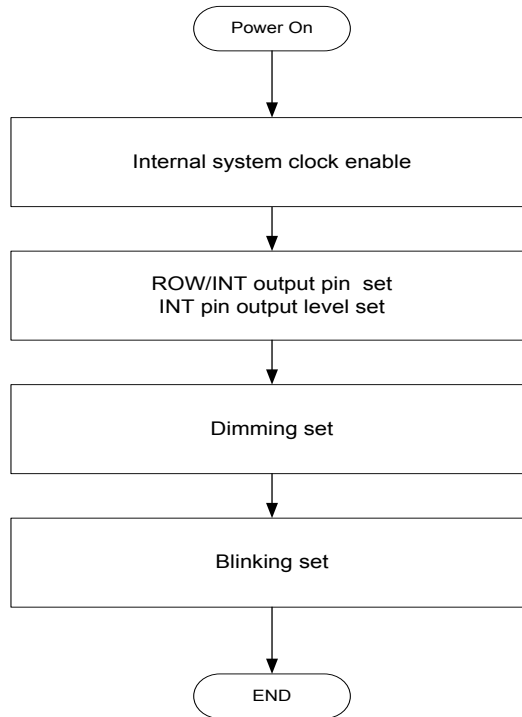 Power On
Internal system clock enable
ROW/INT output pin set
INT pin output level set
Dimming set
Blinking set
END